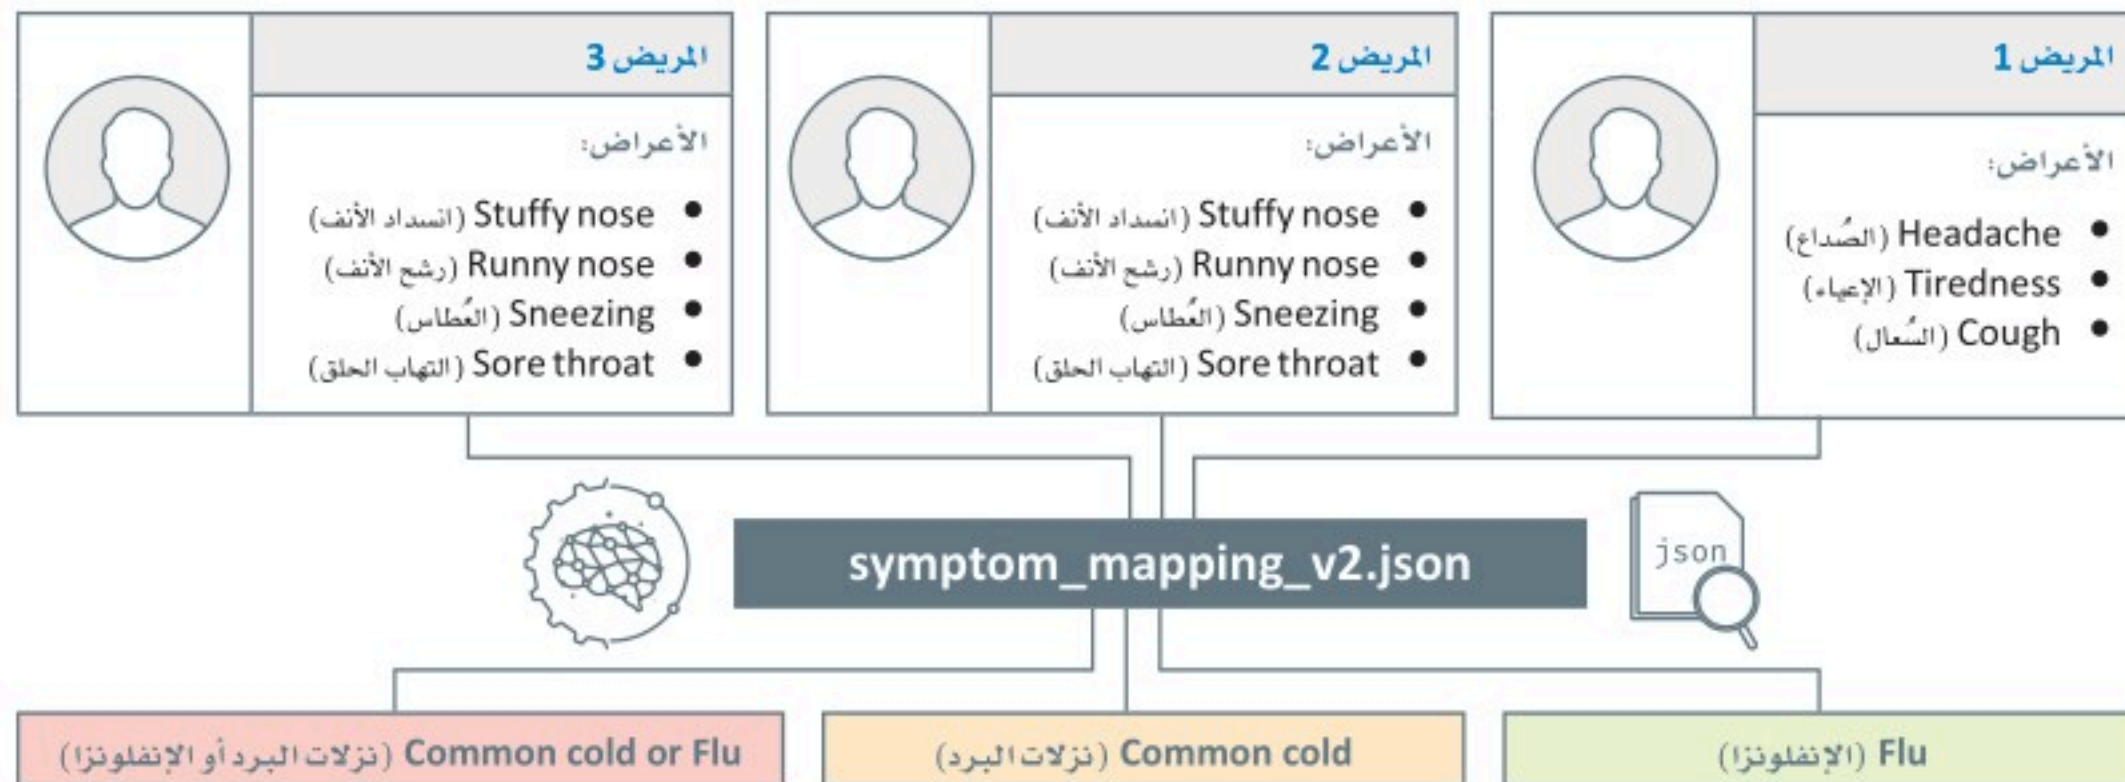 المريض 1
الأعراض:
● Headache (الصُداع)
● Tiredness (الإعياء)
● Cough (السُعال)
المريض 2
الأعراض:
● Stuffy nose (انسداد الأنف)
● Runny nose (رشح الأنف)
● Sneezing (العُطاس)
● Sore throat (التهاب الحلق)
المريض 3
الأعراض:
● Stuffy nose (انسداد الأنف)
● Runny nose (رشح الأنف)
● Sneezing (العُطاس)
● Sore throat (التهاب الحلق)
symptom_mapping_v2.json
json
Flu (الإنفلونزا)
Common cold (نزلات البرد)
Common cold or Flu (نزلات البرد أو الإنفلونزا)